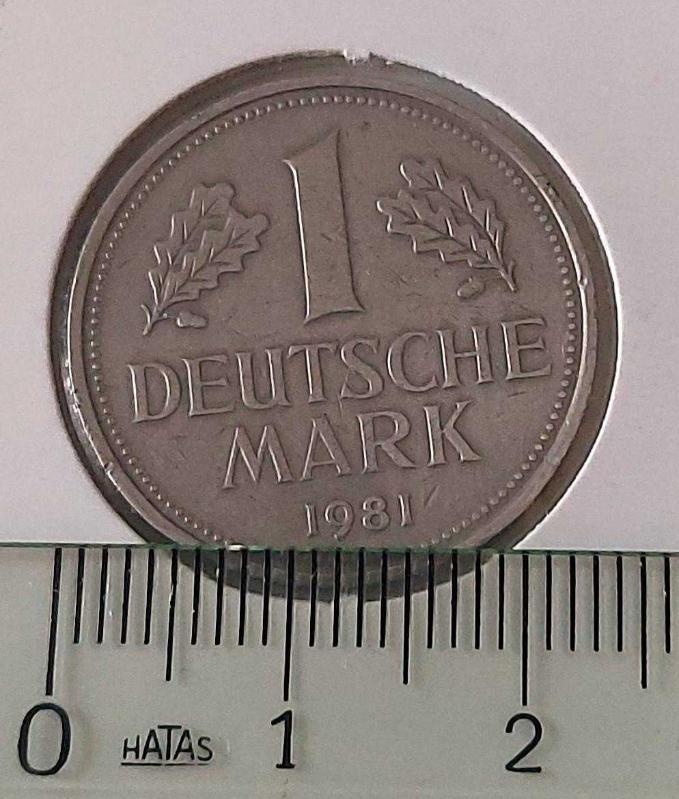 1
DEUTSCHE
MARK
1981
0 HATAS 1 2